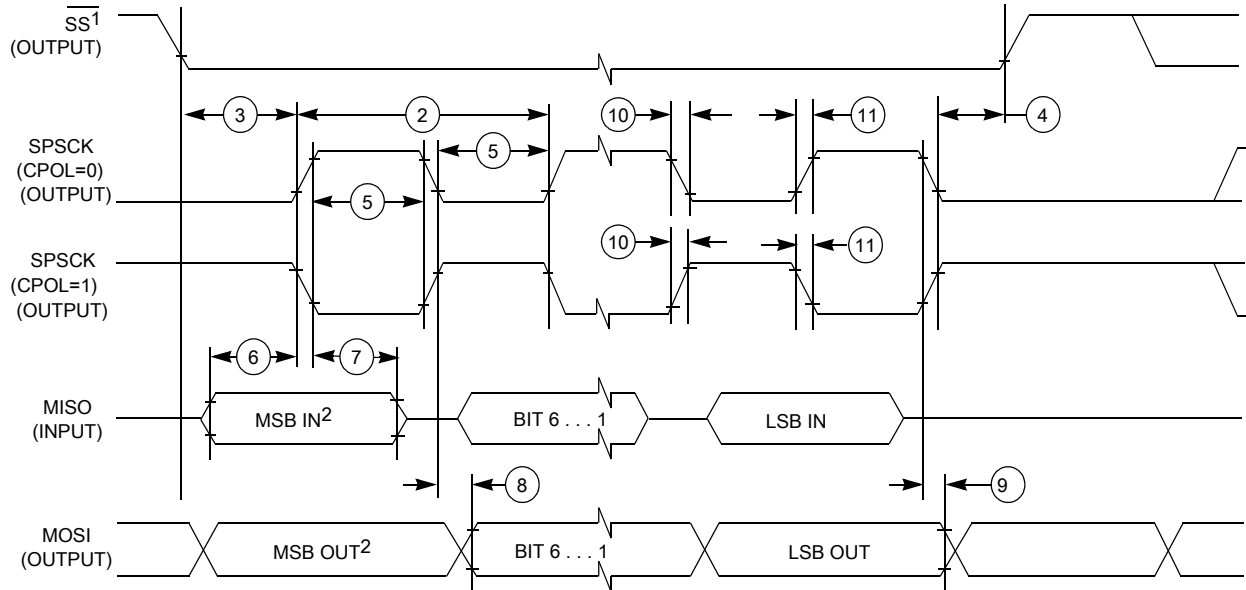 SS1
(OUTPUT)
3
2
10
11
4
SPSCK
(CPOL=0)
(OUTPUT)
5
5
SPSCK
(CPOL=1)
(OUTPUT)
10
11
6
7
MISO
(INPUT)
MSB IN2
BIT 6 . . . 1
LSB IN
8
9
MOSI
(OUTPUT)
MSB OUT2
BIT 6 . . . 1
LSB OUT